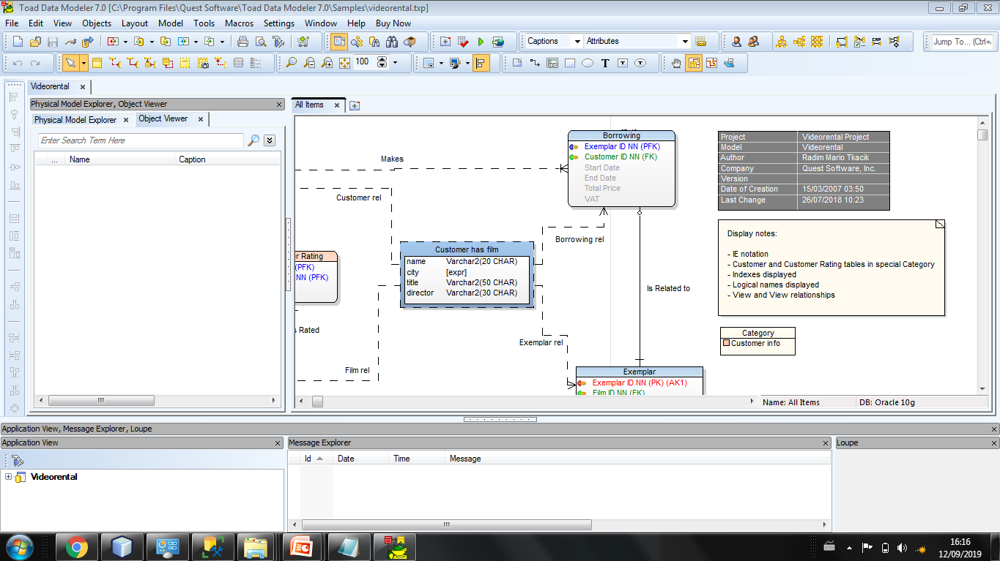 Toad Data Modeler 7.0 [C:\Program Files\Quest Software\Toad Data Modeler 7.0\Samples\videorental.txp]
File Edit View Objects Layout Model Tools Macros Settings Window Help Buy Now
Captions Attributes Jump To... (Ctrl+
100
Videorental
Physical Model Explorer, Object Viewer
Physical Model Explorer Object Viewer
Enter Search Term Here
... Name Caption
All Items
Makes
Customer rel
Borrowing
Exemplar ID NN (PFK)
Customer ID NN (FK)
Start Date
End Date
Total Price
VAT
Borrowing rel
Customer has film
name Varchar2(20 CHAR)
city [expr]
title Varchar2(50 CHAR)
director Varchar2(30 CHAR)
r Rating
(PFK)
NN (PFK)
s Rated
Film rel
Exemplar rel
Is Related to
Exemplar
Exemplar ID NN (PK) (AK1)
Film ID NN (FK)
Project Videorental Project
Model Videorental
Author Radim Mario Tkacik
Company Quest Software, Inc.
Version
Date of Creation 15/03/2007 03:50
Last Change 26/07/2018 10:23
Display notes:
- IE notation
- Customer and Customer Rating tables in special Category
- Indexes displayed
- Logical names displayed
- View and View relationships
Category
Customer info
Name: All Items DB: Oracle 10g
Application View, Message Explorer, Loupe
Application View
Videorental
Message Explorer
Id Date Time Message
Loupe
16:16
12/09/2019